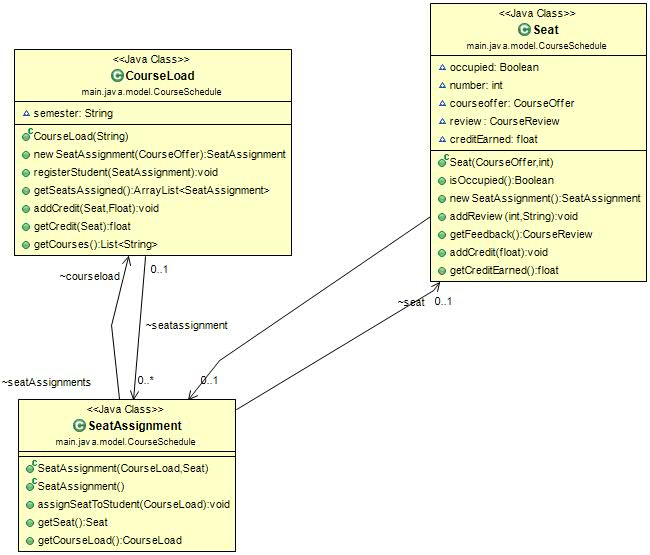 <<Java Class>>
CourseLoad
main.java.model.CourseSchedule
semester: String
CourseLoad(String)
new SeatAssignment(CourseOffer):SeatAssignment
registerStudent(SeatAssignment):void
getSeatsAssigned():ArrayList<SeatAssignment>
addCredit(Seat,Float):void
getCredit(Seat):float
getCourses():List<String>
<<Java Class>>
Seat
main.java.model.CourseSchedule
occupied: Boolean
number: int
courseoffer: CourseOffer
review : CourseReview
creditEarned: float
Seat(CourseOffer,int)
isOccupied():Boolean
new SeatAssignment():SeatAssignment
addReview (int,String):void
getFeedback():CourseReview
addCredit(float):void
getCreditEarned():float
~courseload
0..1
~seatassignment
~seat
0..1
~seatAssignments
0..*
0..1
<<Java Class>>
SeatAssignment
main.java.model.CourseSchedule
SeatAssignment(CourseLoad,Seat)
SeatAssignment()
assignSeatToStudent(CourseLoad):void
getSeat():Seat
getCourseLoad():CourseLoad